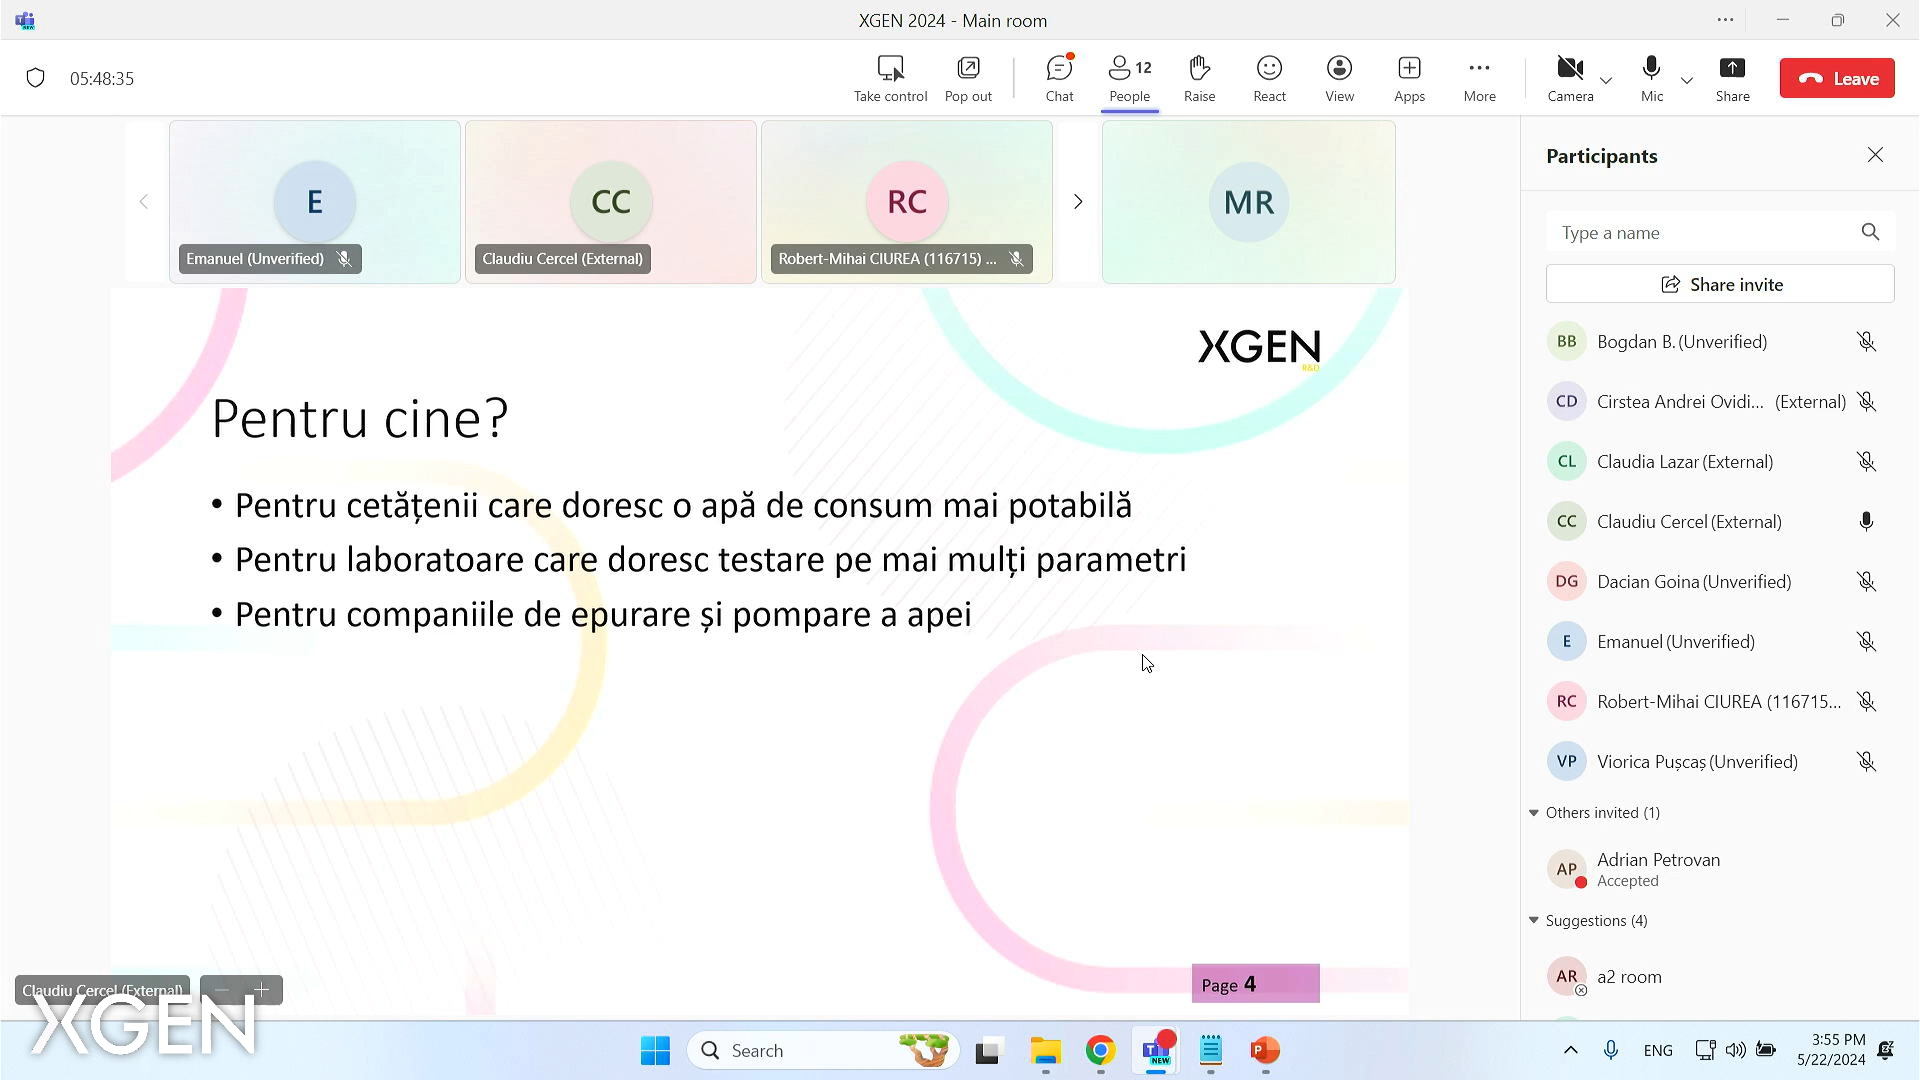 XGEN 2024 - Main room
05:48:35
Take control
Pop out
Chat
12
People
Raise
React
View
Apps
More
Camera
Mic
Share
Leave
E
Emanuel (Unverified)
CC
Claudiu Cercel (External)
RC
Robert-Mihai CIUREA (116715) ...
MR
XGEN
R&D
Pentru cine?
• Pentru cetățenii care doresc o apă de consum mai potabilă
• Pentru laboratoare care doresc testare pe mai mulți parametri
• Pentru companiile de epurare și pompare a apei
Page 4
Claudiu Cercel (External)
XGEN
Participants
Type a name
Share invite
BB Bogdan B. (Unverified)
CD Cirstea Andrei Ovidi... (External)
CL Claudia Lazar (External)
CC Claudiu Cercel (External)
DG Dacian Goina (Unverified)
E Emanuel (Unverified)
RC Robert-Mihai CIUREA (116715...
VP Viorica Pușcaș (Unverified)
Others invited (1)
AP Adrian Petrovan
Accepted
Suggestions (4)
AR a2 room
Search
NEW
ENG
3:55 PM
5/22/2024